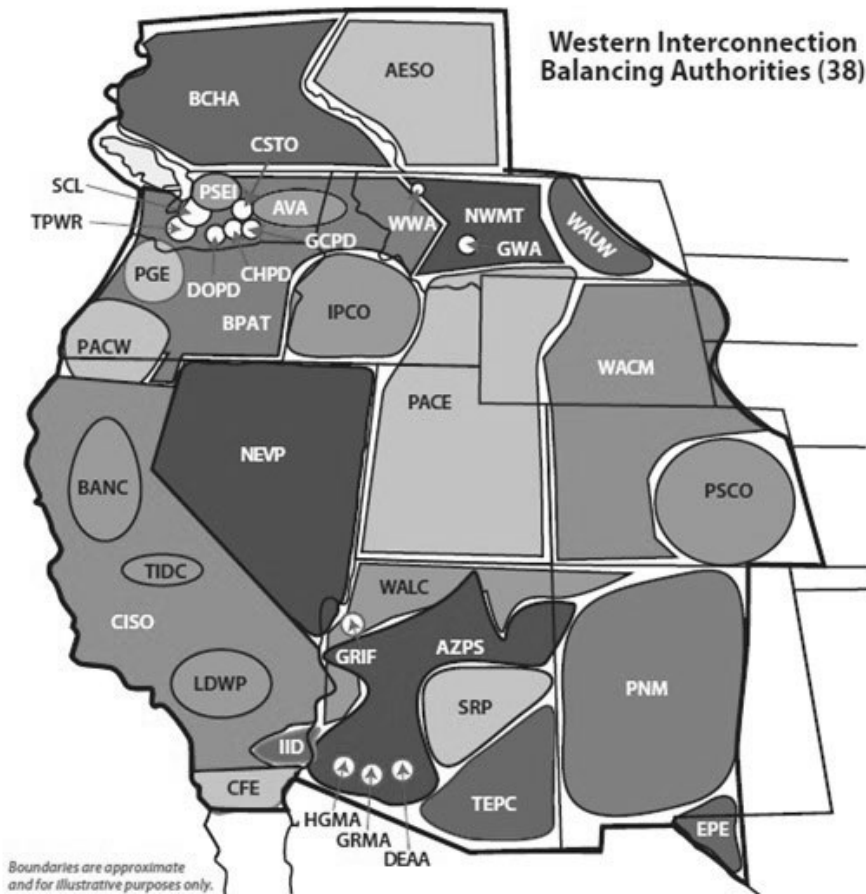 Western Interconnection
Balancing Authorities (38)
AESO
BCHA
CSTO
SCL
PSEI
TPWR
AVA
WWA
NWMT
WAUW
GCPD
GWA
PGE
CHPD
DOPD
IPCO
BPAT
PACW
WACM
PACE
NEVP
BANC
PSCO
TIDC
WALC
CISO
GRIF
AZPS
LDWP
SRP
PNM
IID
CFE
TEPC
HGMA
GRMA
DEAA
EPE
Boundaries are approximate
and for illustrative purposes only.